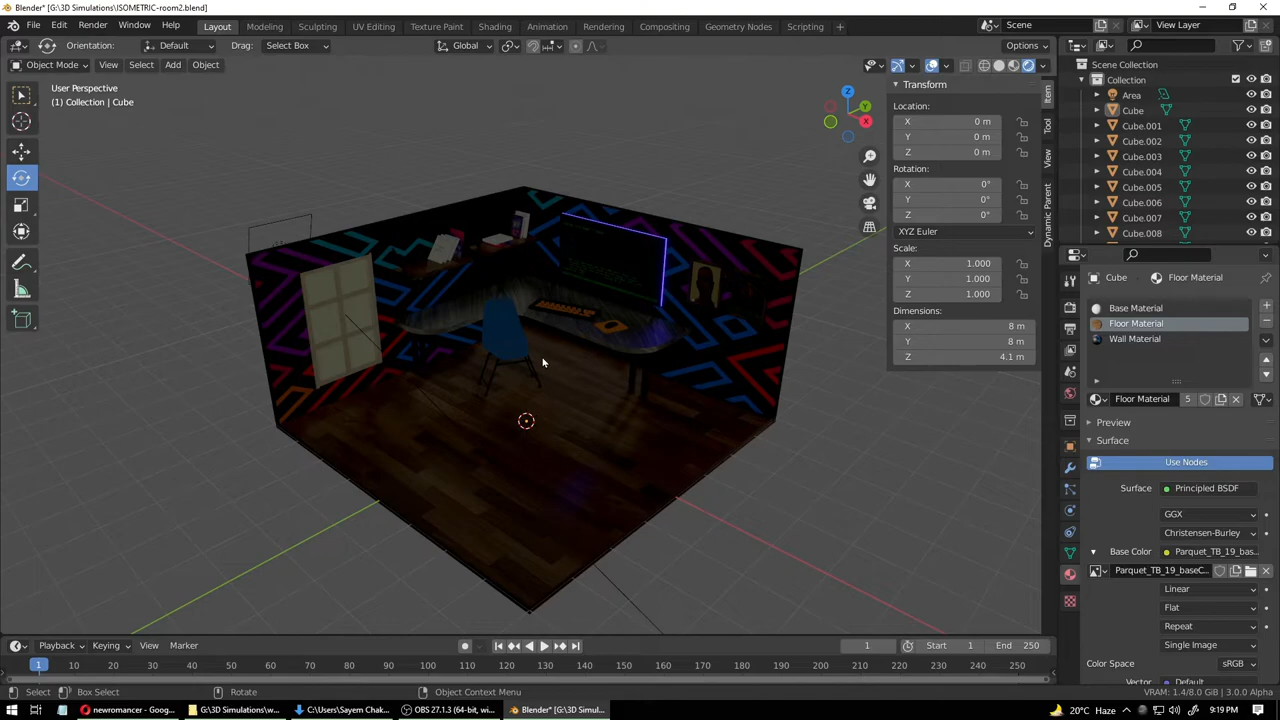 Blender* [G:\3D Simulations\ISOMETRIC-room2.blend]
File Edit Render Window Help Layout Modeling Sculpting UV Editing Texture Paint Shading Animation Rendering Compositing Geometry Nodes Scripting + Scene View Layer
Orientation: Default Drag: Select Box Global Options
Object Mode View Select Add Object
User Perspective
(1) Collection | Cube
Z
Y
X
Transform
Location:
X 0 m
Y 0 m
Z 0 m
Rotation:
X 0°
Y 0°
Z 0°
XYZ Euler
Scale:
X 1.000
Y 1.000
Z 1.000
Dimensions:
X 8 m
Y 8 m
Z 4.1 m
Item
Tool
View
Dynamic Parent
Scene Collection
Collection
Area
Cube
Cube.001
Cube.002
Cube.003
Cube.004
Cube.005
Cube.006
Cube.007
Cube.008
Cube Floor Material
Base Material
Floor Material
Wall Material
Floor Material 5
Preview
Surface
Use Nodes
Surface Principled BSDF
GGX
Christensen-Burley
Base Color Parquet_TB_19_bas...
Parquet_TB_19_baseC...
Linear
Flat
Repeat
Single Image
Color Space sRGB
Vector Default
Playback Keying View Marker 1 Start 1 End 250
1 10 20 30 40 50 60 70 80 90 100 110 120 130 140 150 160 170 180 190 200 210 220 230 240 250
Select Box Select Rotate Object Context Menu VRAM: 1.4/8.0 GiB | 3.0.0 Alpha
newromancer - Goog... G:\3D Simulations\w... C:\Users\Sayem Chak... OBS 27.1.3 (64-bit, wi... Blender* [G:\3D Simul... 20°C Haze 9:19 PM